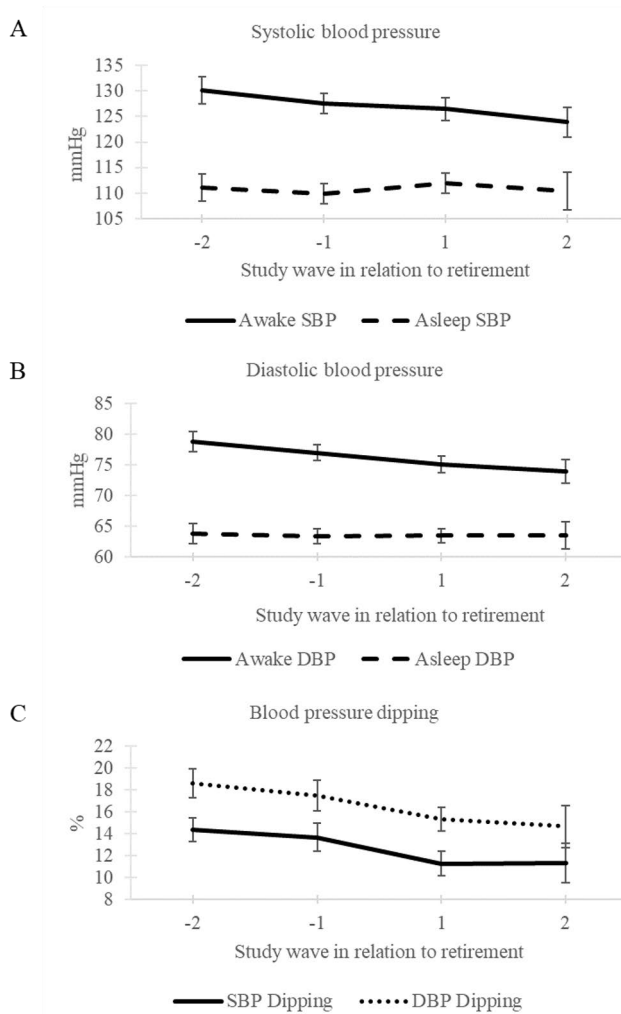 A
Systolic blood pressure
135
130
125
120
115
110
105
mmHg
-2 -1 1 2
Study wave in relation to retirement
Awake SBP Asleep SBP
B
Diastolic blood pressure
85
80
75
70
65
60
mmHg
-2 -1 1 2
Study wave in relation to retirement
Awake DBP Asleep DBP
C
Blood pressure dipping
22
20
18
16
14
12
10
8
%
-2 -1 1 2
Study wave in relation to retirement
SBP Dipping DBP Dipping